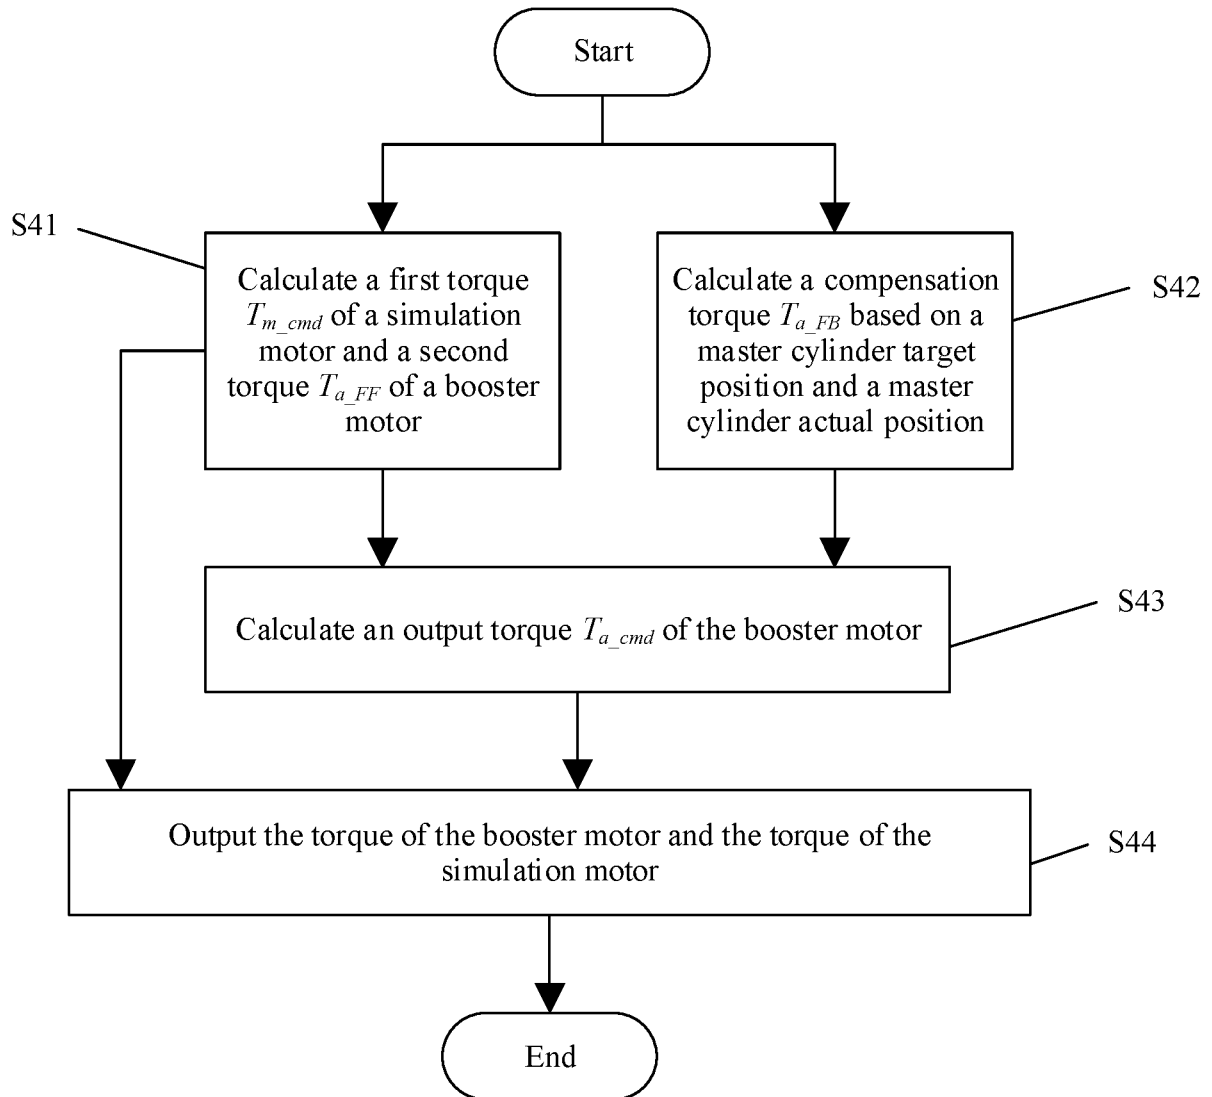 Start
S41
Calculate a first torque
T_m_cmd of a simulation
motor and a second
torque T_a_FF of a booster
motor
Calculate a compensation
torque T_a_FB based on a
master cylinder target
position and a master
cylinder actual position
S42
Calculate an output torque T_a_cmd of the booster motor
S43
Output the torque of the booster motor and the torque of the
simulation motor
S44
End